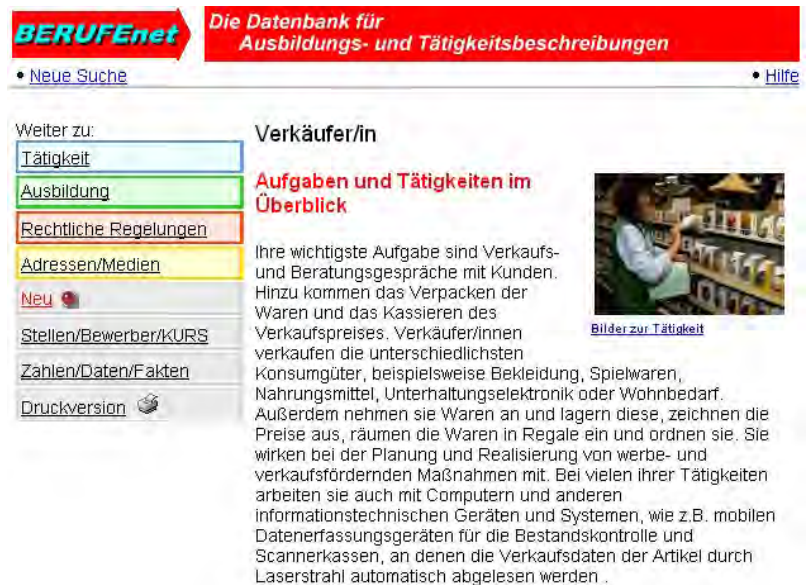 BERUFEnet
Die Datenbank für
Ausbildungs- und Tätigkeitsbeschreibungen
• Neue Suche
• Hilfe
Weiter zu:
Tätigkeit
Ausbildung
Rechtliche Regelungen
Adressen/Medien
Neu
Stellen/Bewerber/KURS
Zahlen/Daten/Fakten
Druckversion
Verkäufer/in
Aufgaben und Tätigkeiten im
Überblick
Ihre wichtigste Aufgabe sind Verkaufs-
und Beratungsgespräche mit Kunden.
Hinzu kommen das Verpacken der
Waren und das Kassieren des
Verkaufspreises. Verkäufer/innen
verkaufen die unterschiedlichsten
Konsumgüter, beispielsweise Bekleidung, Spielwaren,
Nahrungsmittel, Unterhaltungselektronik oder Wohnbedarf.
Außerdem nehmen sie Waren an und lagern diese, zeichnen die
Preise aus, räumen die Waren in Regale ein und ordnen sie. Sie
wirken bei der Planung und Realisierung von werbe- und
verkaufsfördernden Maßnahmen mit. Bei vielen ihrer Tätigkeiten
arbeiten sie auch mit Computern und anderen
informationstechnischen Geräten und Systemen, wie z.B. mobilen
Datenerfassungsgeräten für die Bestandskontrolle und
Scannerkassen, an denen die Verkaufsdaten der Artikel durch
Laserstrahl automatisch abgelesen werden .
Bilder zur Tätigkeit